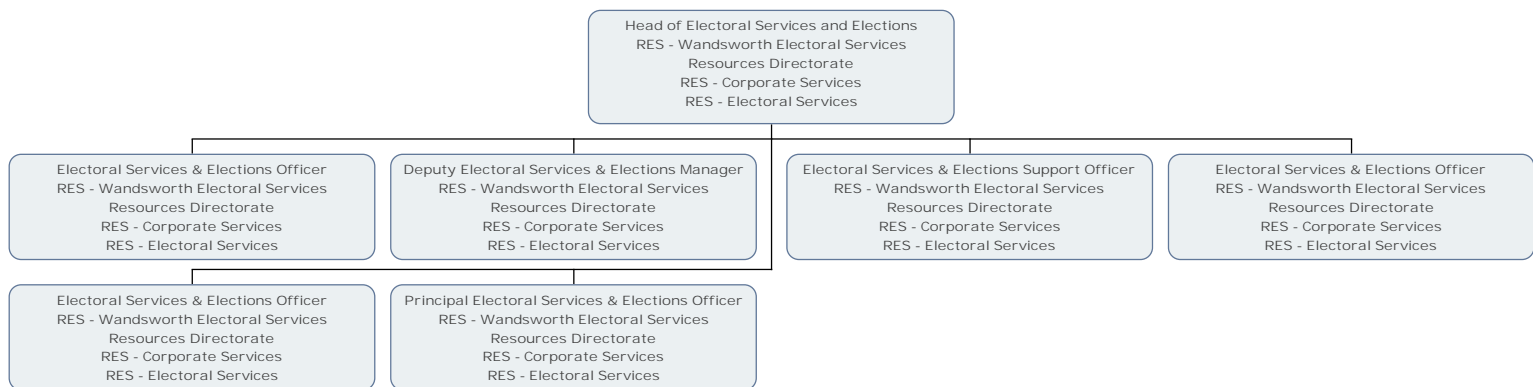 Head of Electoral Services and Elections
RES - Wandsworth Electoral Services
Resources Directorate
RES - Corporate Services
RES - Electoral Services
Electoral Services & Elections Officer
RES - Wandsworth Electoral Services
Resources Directorate
RES - Corporate Services
RES - Electoral Services
Deputy Electoral Services & Elections Manager
RES - Wandsworth Electoral Services
Resources Directorate
RES - Corporate Services
RES - Electoral Services
Electoral Services & Elections Support Officer
RES - Wandsworth Electoral Services
Resources Directorate
RES - Corporate Services
RES - Electoral Services
Electoral Services & Elections Officer
RES - Wandsworth Electoral Services
Resources Directorate
RES - Corporate Services
RES - Electoral Services
Electoral Services & Elections Officer
RES - Wandsworth Electoral Services
Resources Directorate
RES - Corporate Services
RES - Electoral Services
Principal Electoral Services & Elections Officer
RES - Wandsworth Electoral Services
Resources Directorate
RES - Corporate Services
RES - Electoral Services